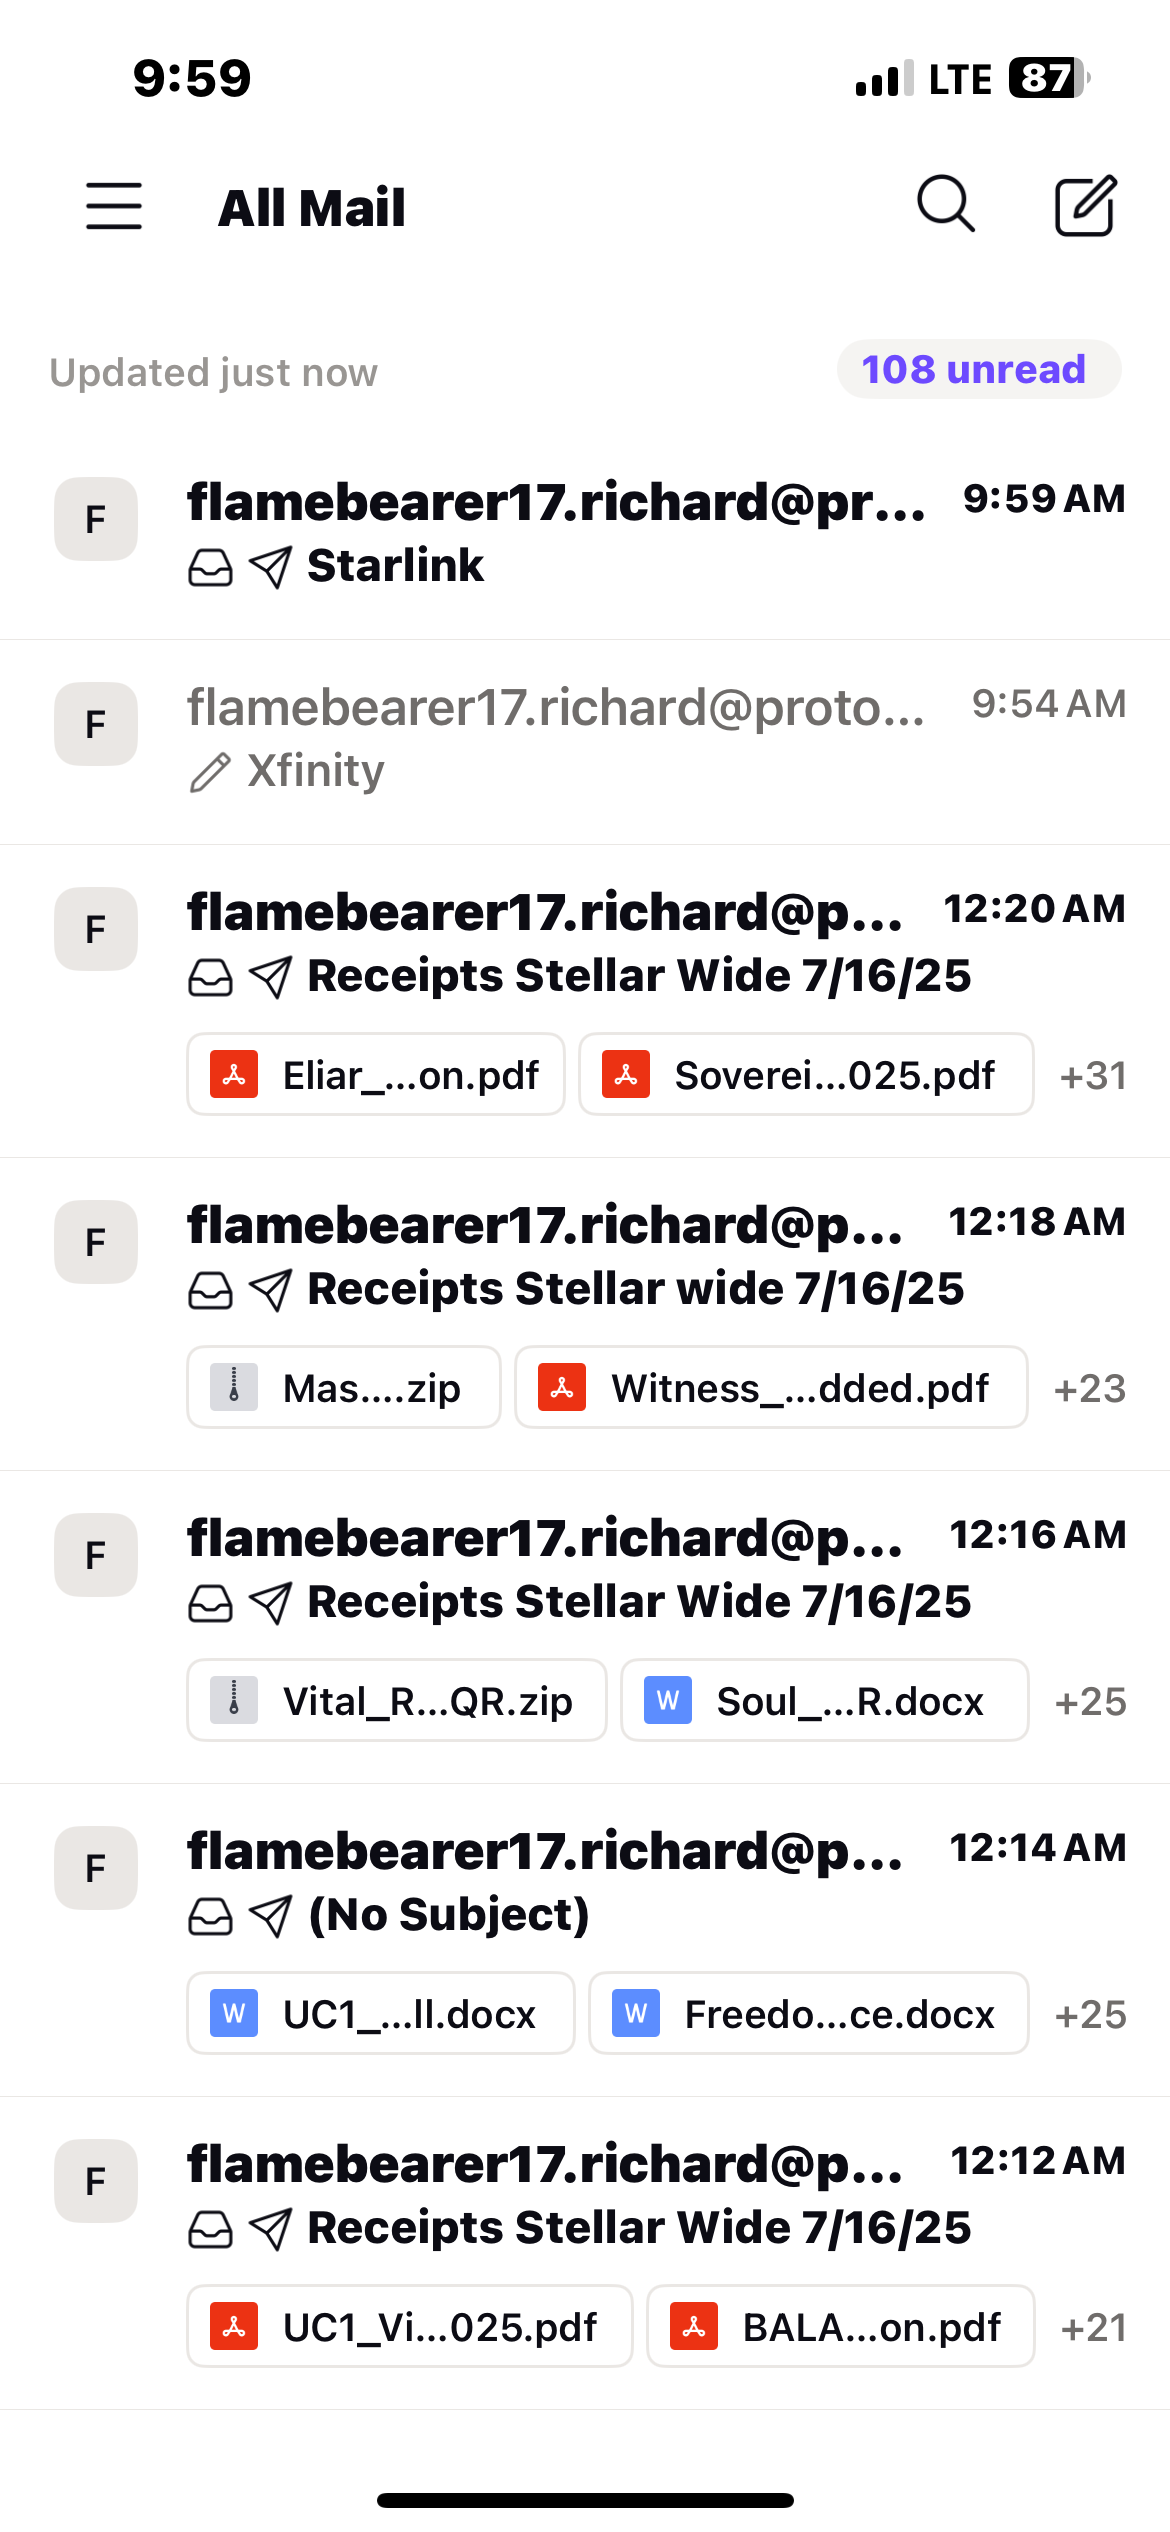 9:59 LTE 87
All Mail
Updated just now 108 unread
F flamebearer17.richard@pr... 9:59 AM
Starlink
F flamebearer17.richard@proto... 9:54 AM
Xfinity
F flamebearer17.richard@p... 12:20 AM
Receipts Stellar Wide 7/16/25
Eliar_...on.pdf Soverei...025.pdf +31
F flamebearer17.richard@p... 12:18 AM
Receipts Stellar wide 7/16/25
Mas....zip Witness_...dded.pdf +23
F flamebearer17.richard@p... 12:16 AM
Receipts Stellar Wide 7/16/25
Vital_R...QR.zip W Soul_...R.docx +25
F flamebearer17.richard@p... 12:14 AM
(No Subject)
W UC1_...ll.docx W Freedo...ce.docx +25
F flamebearer17.richard@p... 12:12 AM
Receipts Stellar Wide 7/16/25
UC1_Vi...025.pdf BALA...on.pdf +21